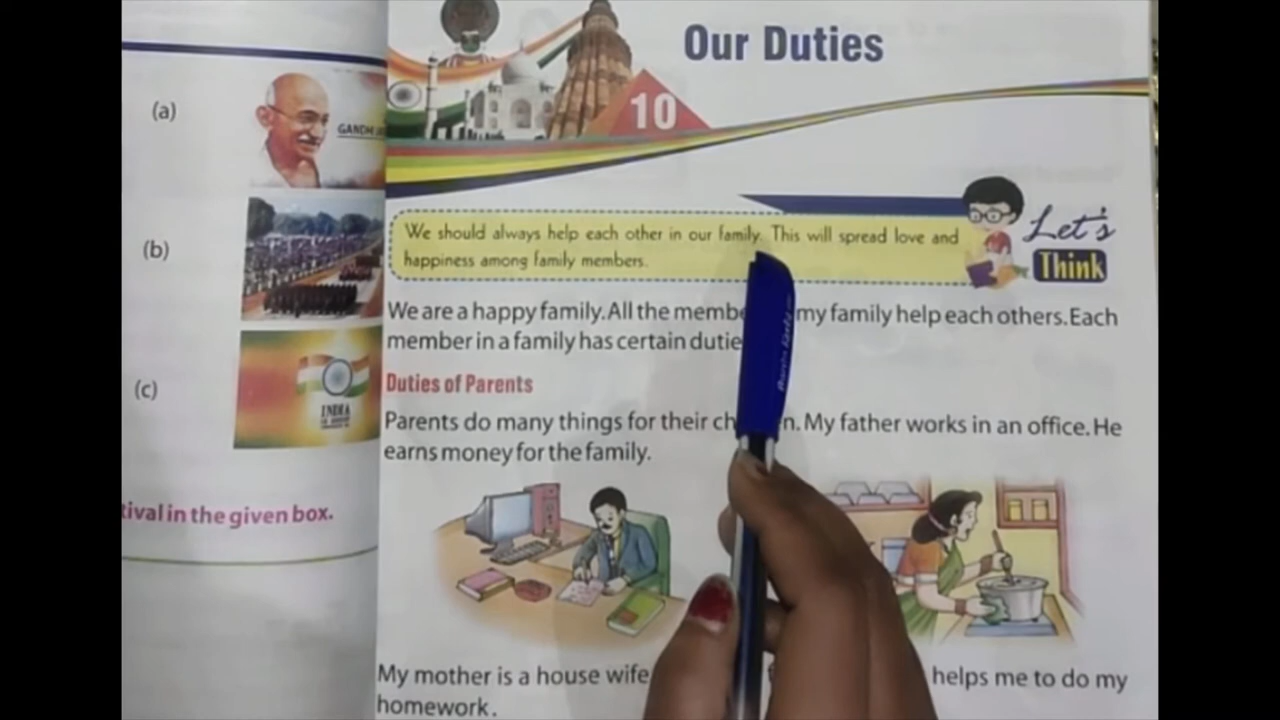 (a)
GANDHI
(b)
(c)
INDIA
tival in the given box.
Our Duties
10
We should always help each other in our family. This will spread love and
happiness among family members.
Let's
Think
We are a happy family. All the my family help each others. Each
member in a family has certain
Duties of Parents
Parents do many things for their My father works in an office. He
earns money for the family.
My mother is a house wife helps me to do my
homework.